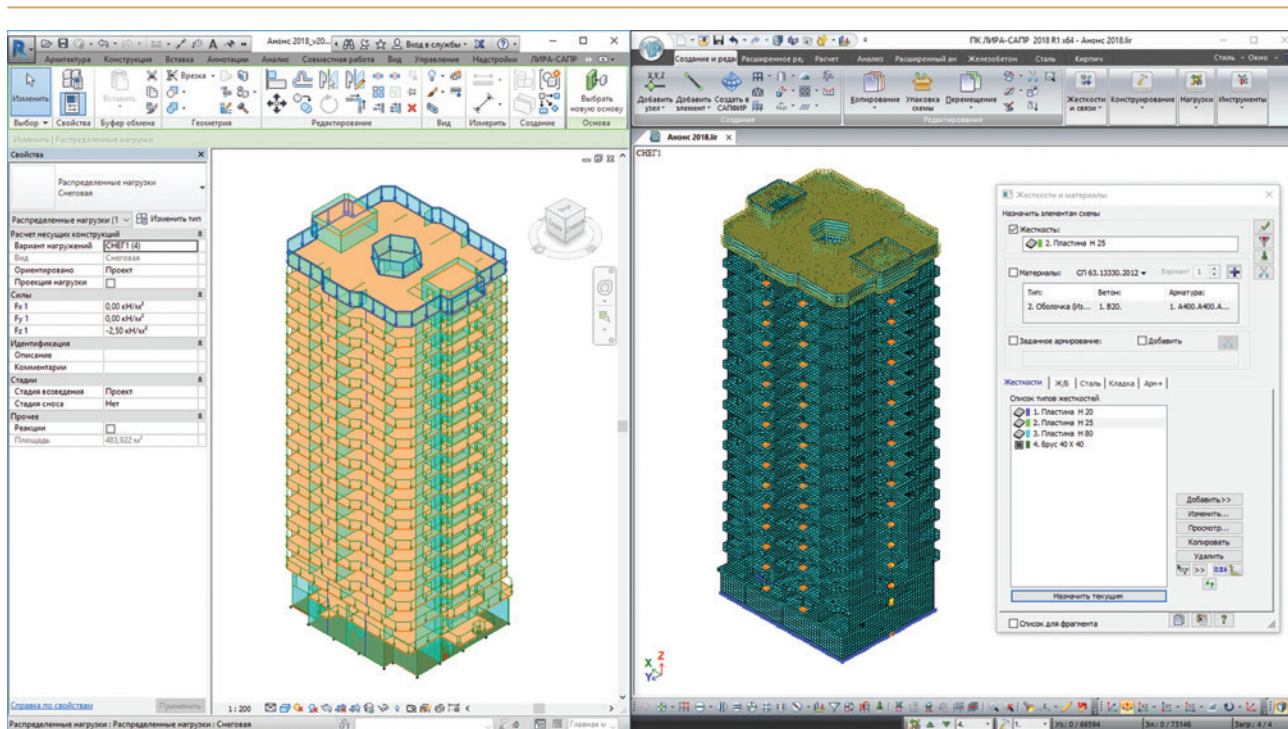 Анонс 2018_v20...
Вход в службы
Архитектура Конструкция Вставка Аннотации Анализ Совместная работа Вид Управление Надстройки ЛИРА-САПР
Изменить
Вставить
Врезка
Выбрать новую основу
Выбор Свойства Буфер обмена Геометрия Редактирование Вид Измерить Создание Основа
Изменить | Распределенные нагрузки
Свойства
Распределенные нагрузки
Снеговая
Распределенные нагрузки (1 Изменить тип
Расчет несущих конструкций
Вариант нагружений СНЕГ1 (4)
Вид Снеговая
Ориентировано Проект
Проекция нагрузки
Силы
Fx 1 0,00 кН/м²
Fy 1 0,00 кН/м²
Fz 1 -2,50 кН/м²
Идентификация
Описание
Комментарии
Стадии
Стадия возведения Проект
Стадия сноса Нет
Прочее
Реакции
Площадь 483,922 м²
Справка по свойствам Применить
1 : 200
Распределенные нагрузки : Распределенные нагрузки : Снеговая
:0
Главная м
ПК ЛИРА-САПР 2018 R1 x64 - Анонс 2018.lir
Создание и редак Расширенное ре, Расчет Анализ Расширенный ан Железобетон Сталь Кирпич
Стиль Окно
X,Y,Z
Добавить узел
Добавить элемент
Создать в САПФИР
Копирование
Упаковка схемы
Перемещение
Жесткости и связи
Конструирование
Нагрузки
Инструменты
Создание Редактирование
Анонс 2018.lir
СНЕГ1
X Z
Y
Жесткости и материалы
Назначить элементам схемы
Жесткость:
2. Пластина H 25
Материалы: СП 63.13330.2012 Вариант 1
Тип: Бетон: Арматура:
2. Оболочка (Из... 1. B20. 1. A400.A400.A...
Заданное армирование: Добавить
Жесткости Ж/Б Сталь Кладка Арм+
Список типов жесткостей
1. Пластина H 20
2. Пластина H 25
3. Пластина H 80
4. Брус 40 X 40
Добавить>>
Изменить...
Просмотр...
Копировать
Удалить
>>
Назначить текущим
Список для фрагмента
4.
1.
Уз.: 0 / 66594 Эл.: 0 / 73146 Загр.: 4 / 4